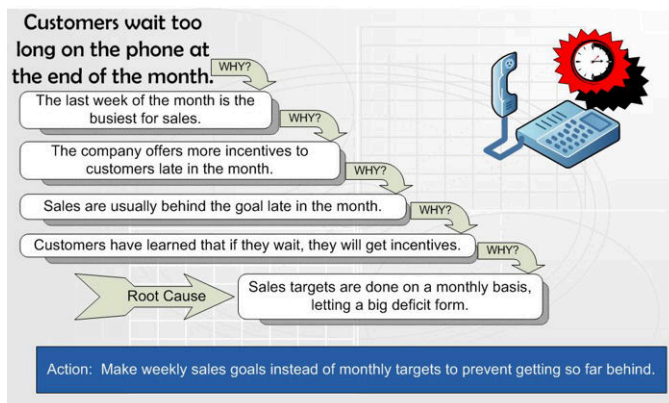 Customers wait too
long on the phone at
the end of the month.
WHY?
The last week of the month is the
busiest for sales.
WHY?
The company offers more incentives to
customers late in the month.
WHY?
Sales are usually behind the goal late in the month.
WHY?
Customers have learned that if they wait, they will get incentives.
WHY?
Root Cause
Sales targets are done on a monthly basis,
letting a big deficit form.
Action: Make weekly sales goals instead of monthly targets to prevent getting so far behind.